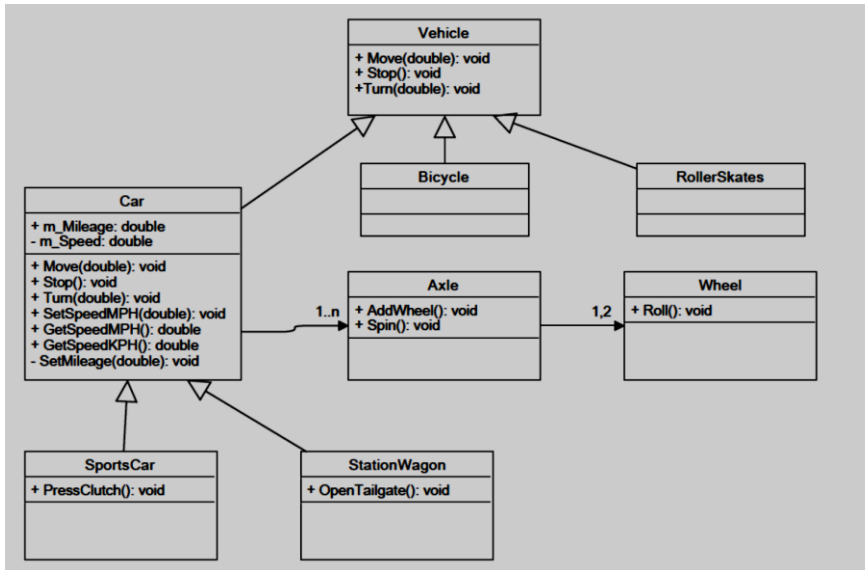 Vehicle
+ Move(double): void
+ Stop(): void
+Turn(double): void
Bicycle
RollerSkates
Car
+ m_Mileage: double
- m_Speed: double
+ Move(double): void
+ Stop(): void
+ Turn(double): void
+ SetSpeedMPH(double): void
+ GetSpeedMPH(): double
+ GetSpeedKPH(): double
- SetMileage(double): void
1..n
Axle
+ AddWheel(): void
+ Spin(): void
1,2
Wheel
+ Roll(): void
SportsCar
+ PressClutch(): void
StationWagon
+ OpenTailgate(): void